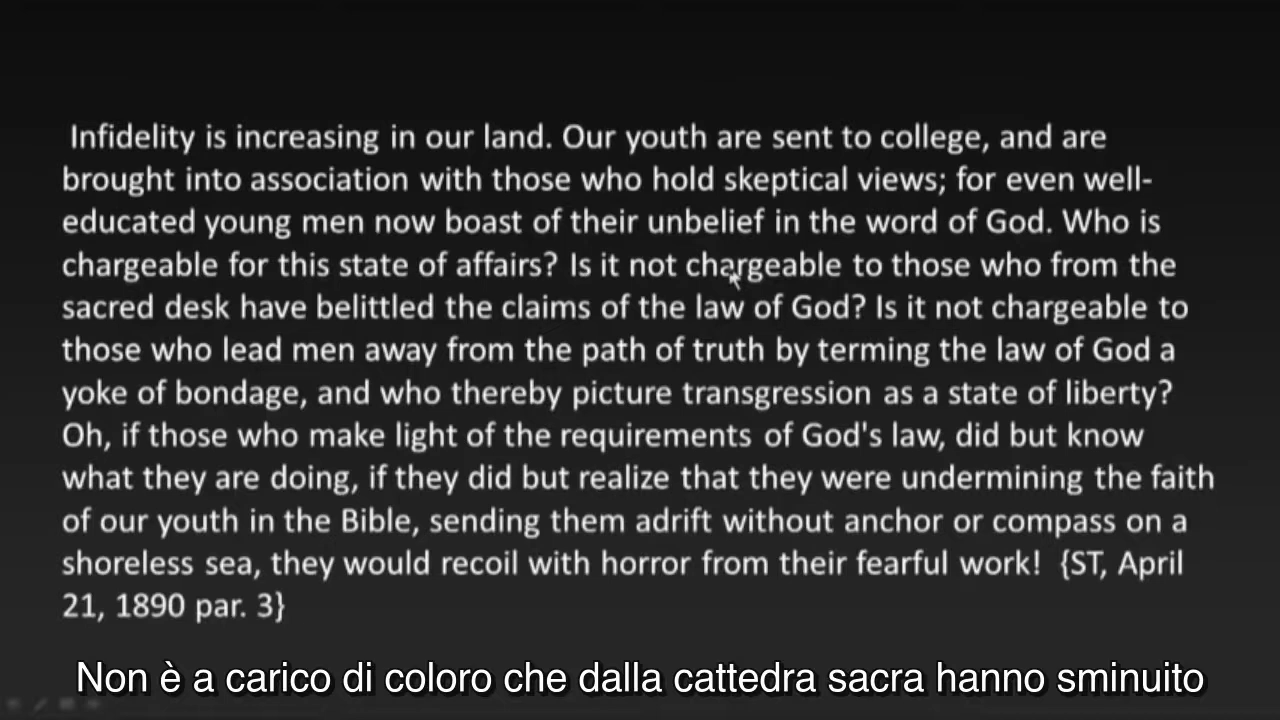 Infidelity is increasing in our land. Our youth are sent to college, and are
brought into association with those who hold skeptical views; for even well-
educated young men now boast of their unbelief in the word of God. Who is
chargeable for this state of affairs? Is it not chargeable to those who from the
sacred desk have belittled the claims of the law of God? Is it not chargeable to
those who lead men away from the path of truth by terming the law of God a
yoke of bondage, and who thereby picture transgression as a state of liberty?
Oh, if those who make light of the requirements of God's law, did but know
what they are doing, if they did but realize that they were undermining the faith
of our youth in the Bible, sending them adrift without anchor or compass on a
shoreless sea, they would recoil with horror from their fearful work! {ST, April
21, 1890 par. 3}
Non è a carico di coloro che dalla cattedra sacra hanno sminuito